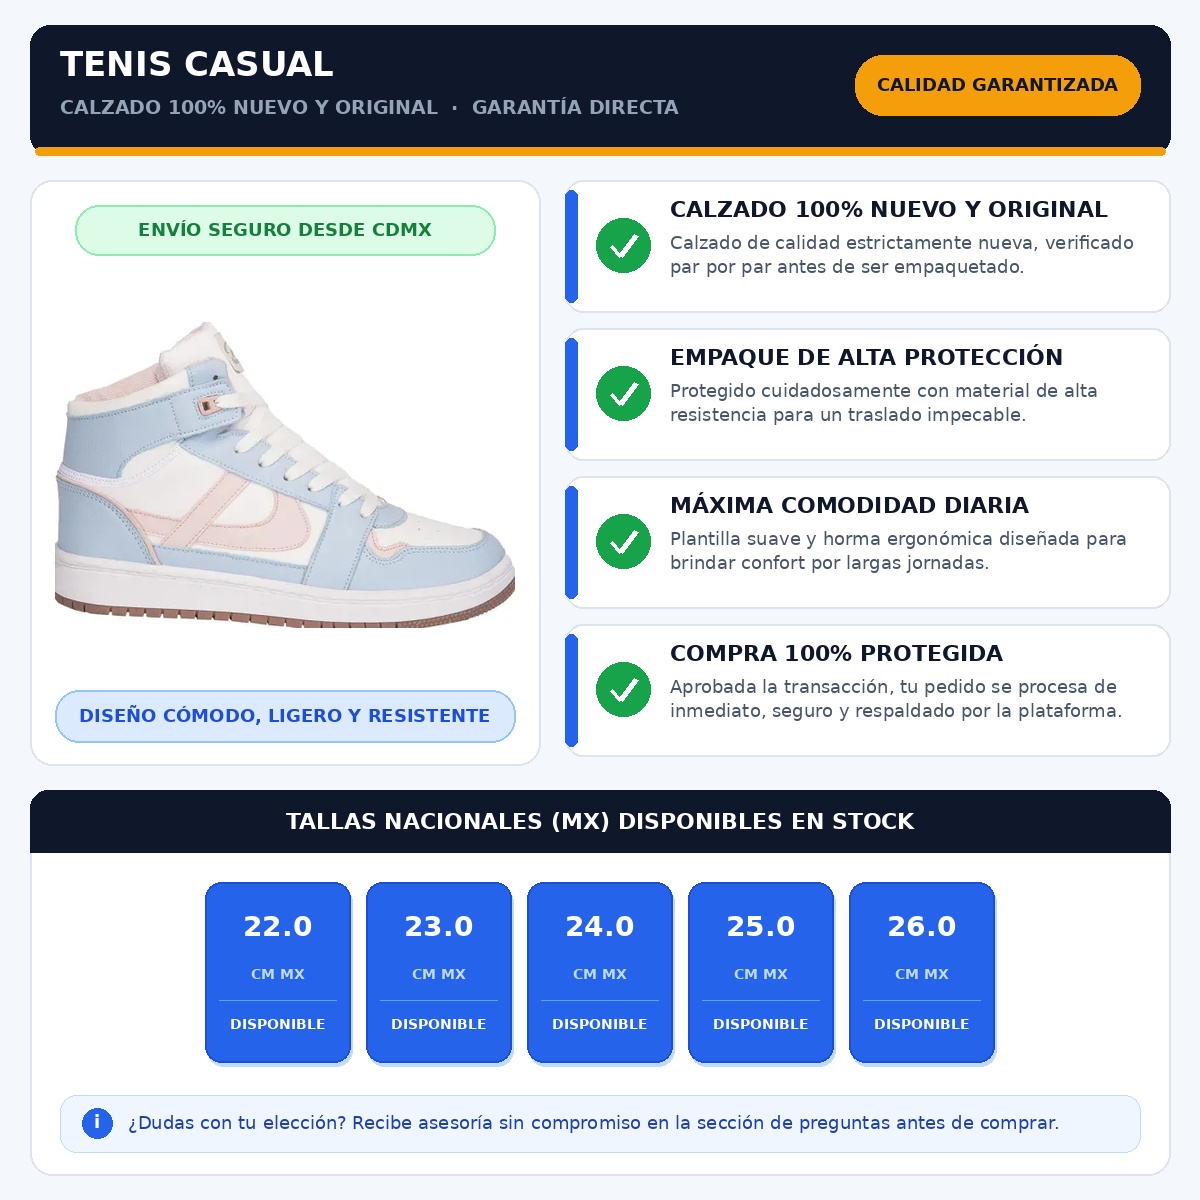 TENIS CASUAL
CALZADO 100% NUEVO Y ORIGINAL · GARANTÍA DIRECTA
CALIDAD GARANTIZADA
ENVÍO SEGURO DESDE CDMX
DISEÑO CÓMODO, LIGERO Y RESISTENTE
CALZADO 100% NUEVO Y ORIGINAL
Calzado de calidad estrictamente nueva, verificado
par por par antes de ser empaquetado.
EMPAQUE DE ALTA PROTECCIÓN
Protegido cuidadosamente con material de alta
resistencia para un traslado impecable.
MÁXIMA COMODIDAD DIARIA
Plantilla suave y horma ergonómica diseñada para
brindar confort por largas jornadas.
COMPRA 100% PROTEGIDA
Aprobada la transacción, tu pedido se procesa de
inmediato, seguro y respaldado por la plataforma.
TALLAS NACIONALES (MX) DISPONIBLES EN STOCK
22.0 23.0 24.0 25.0 26.0
CM MX CM MX CM MX CM MX CM MX
DISPONIBLE DISPONIBLE DISPONIBLE DISPONIBLE DISPONIBLE
i ¿Dudas con tu elección? Recibe asesoría sin compromiso en la sección de preguntas antes de comprar.